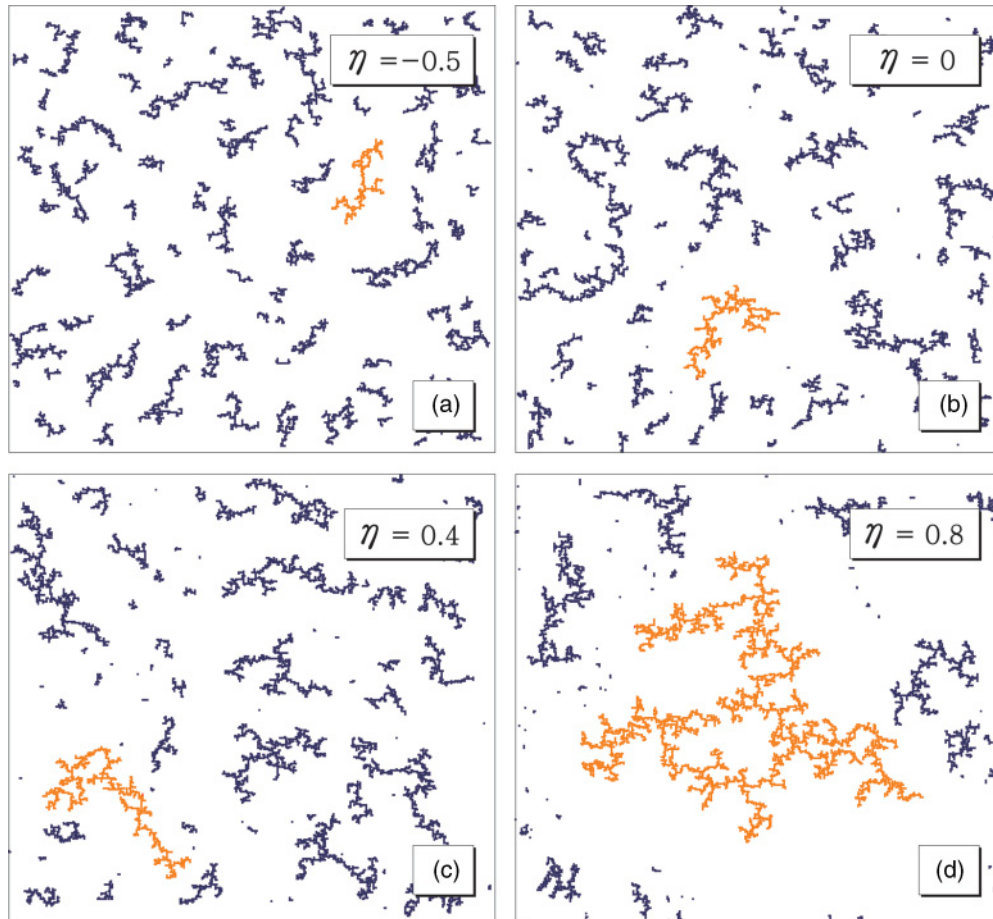 η = −0.5
η = 0
(a)
(b)
η = 0.4
η = 0.8
(c)
(d)